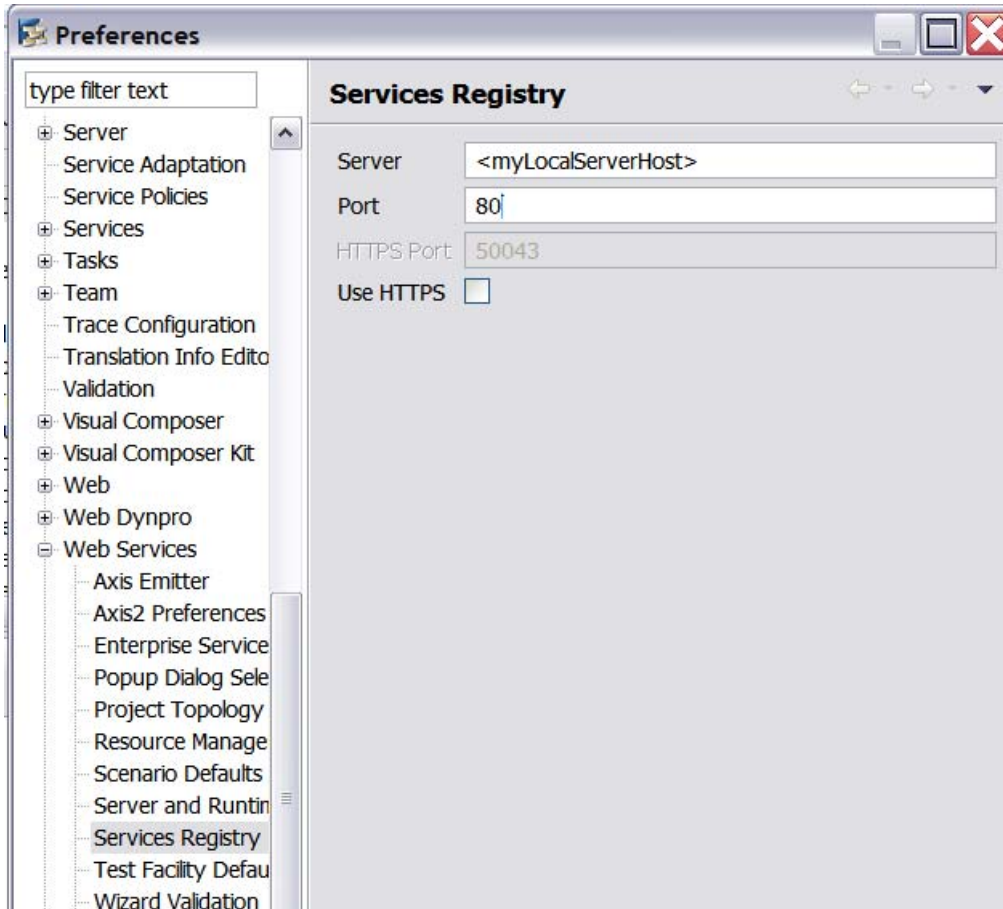 Preferences
type filter text
Server
Service Adaptation
Service Policies
Services
Tasks
Team
Trace Configuration
Translation Info Edito
Validation
Visual Composer
Visual Composer Kit
Web
Web Dynpro
Web Services
Axis Emitter
Axis2 Preferences
Enterprise Service
Popup Dialog Sele
Project Topology
Resource Manage
Scenario Defaults
Server and Runtin
Services Registry
Test Facility Defau
Wizard Validation
Services Registry
Server <myLocalServerHost>
Port 80
HTTPS Port 50043
Use HTTPS